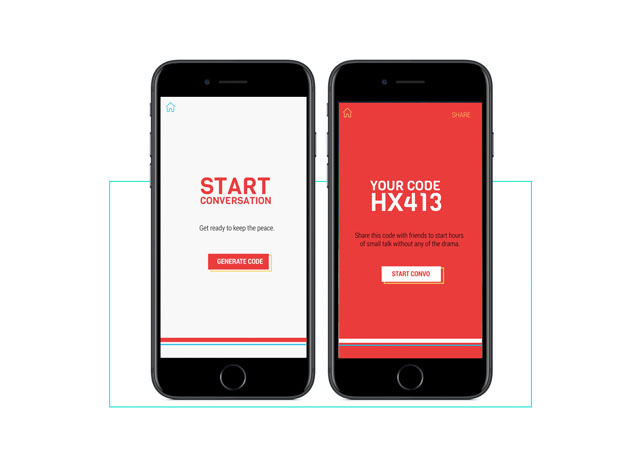 START
CONVERSATION
Get ready to keep the peace.
GENERATE CODE
SHARE
YOUR CODE
HX413
Share this code with friends to start hours
of small talk without any of the drama.
START CONVO